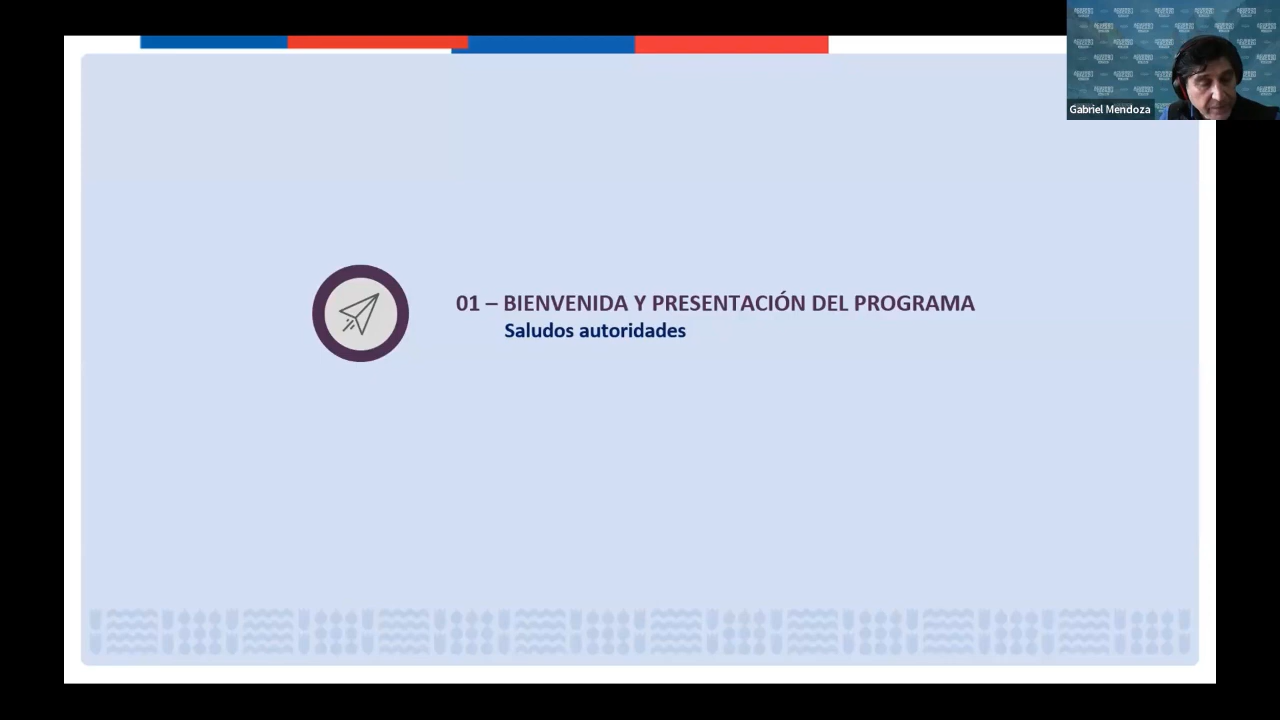 Gabriel Mendoza
01 – BIENVENIDA Y PRESENTACIÓN DEL PROGRAMA
Saludos autoridades